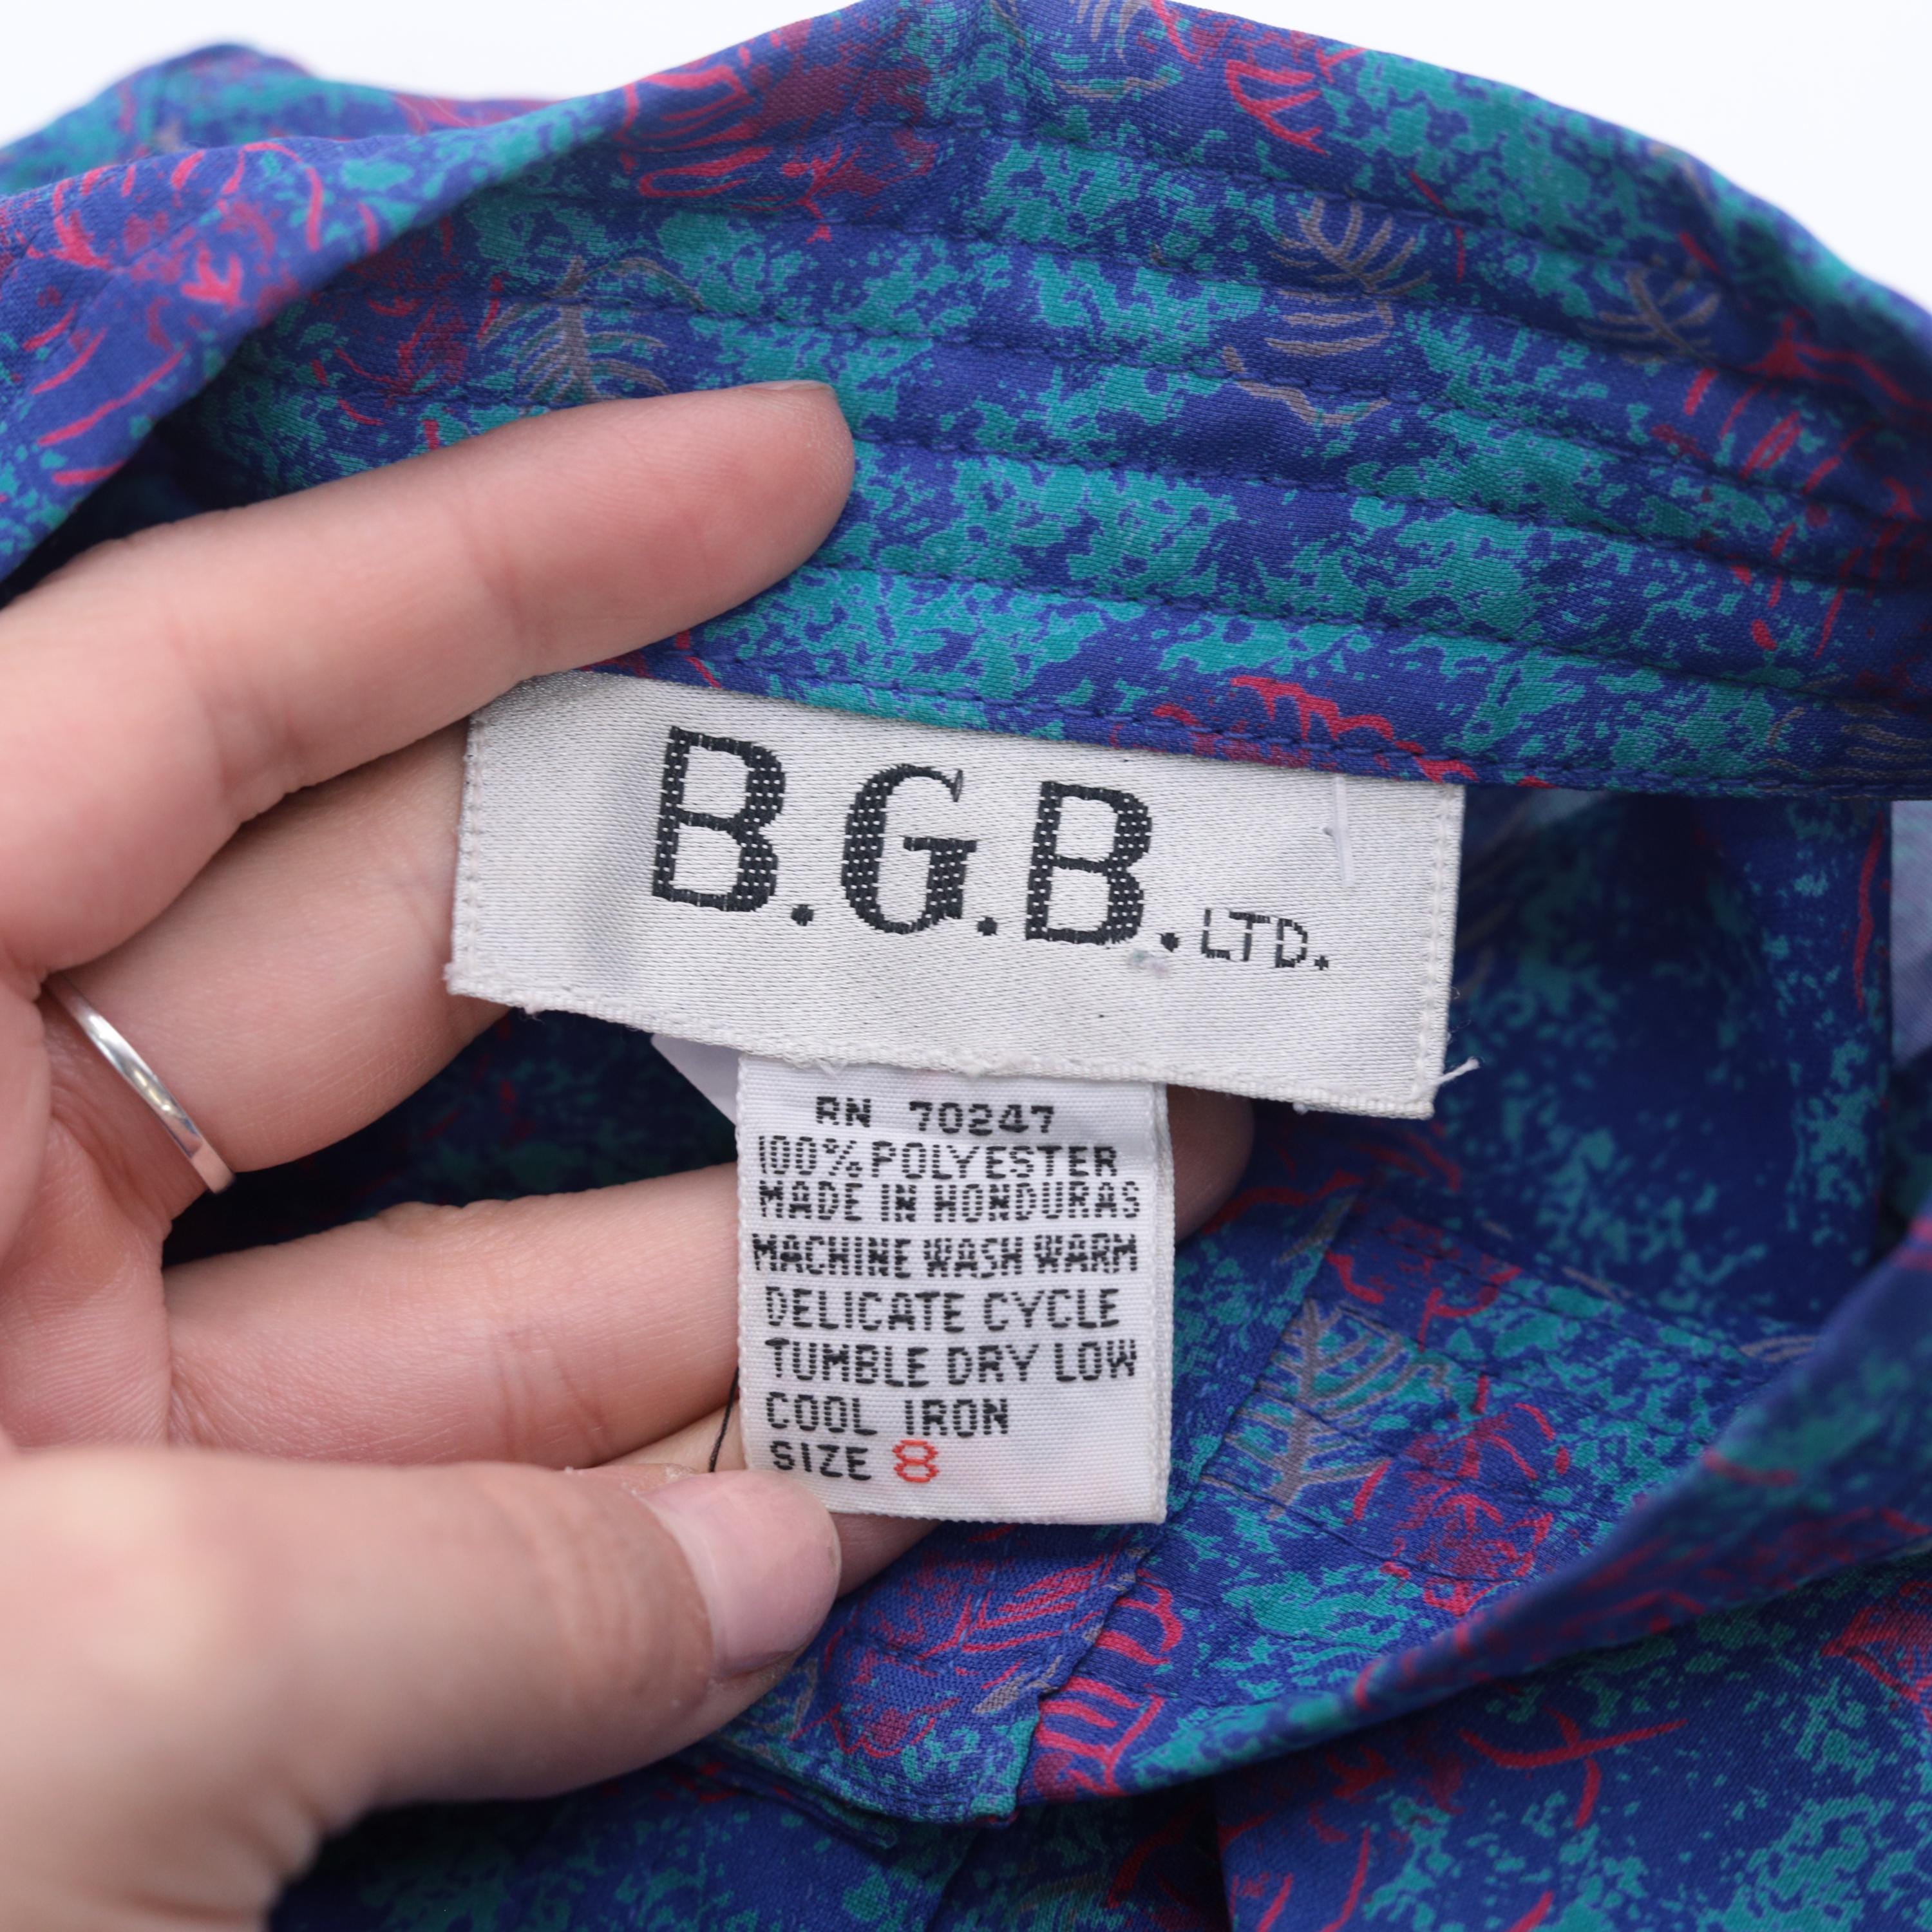 B.G.B. LTD.
RN 70247
100% POLYESTER
MADE IN HONDURAS
MACHINE WASH WARM
DELICATE CYCLE
TUMBLE DRY LOW
COOL IRON
SIZE 8